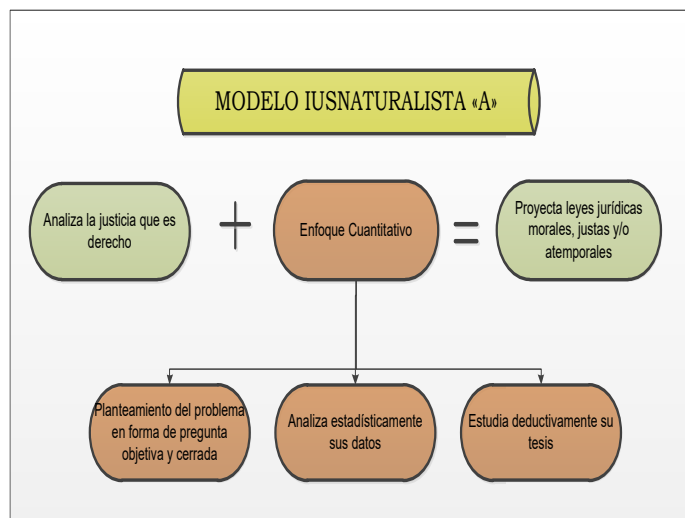 MODELO IUSNATURALISTA «A»
Analiza la justicia que es
derecho
+
Enfoque Cuantitativo
=
Proyecta leyes jurídicas
morales, justas y/o
atemporales
Planteamiento del problema
en forma de pregunta
objetiva y cerrada
Analiza estadísticamente
sus datos
Estudia deductivamente su
tesis